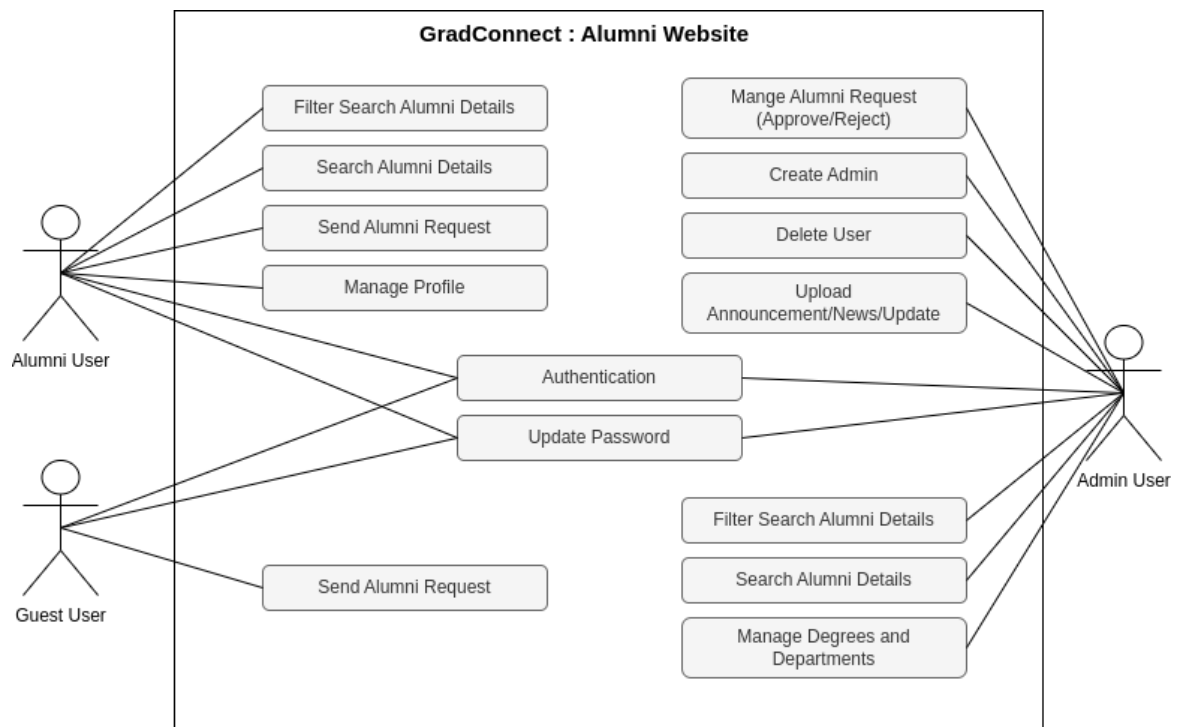 GradConnect : Alumni Website
Filter Search Alumni Details
Search Alumni Details
Send Alumni Request
Manage Profile
Mange Alumni Request
(Approve/Reject)
Create Admin
Delete User
Upload
Announcement/News/Update
Alumni User
Authentication
Update Password
Admin User
Guest User
Send Alumni Request
Filter Search Alumni Details
Search Alumni Details
Manage Degrees and
Departments